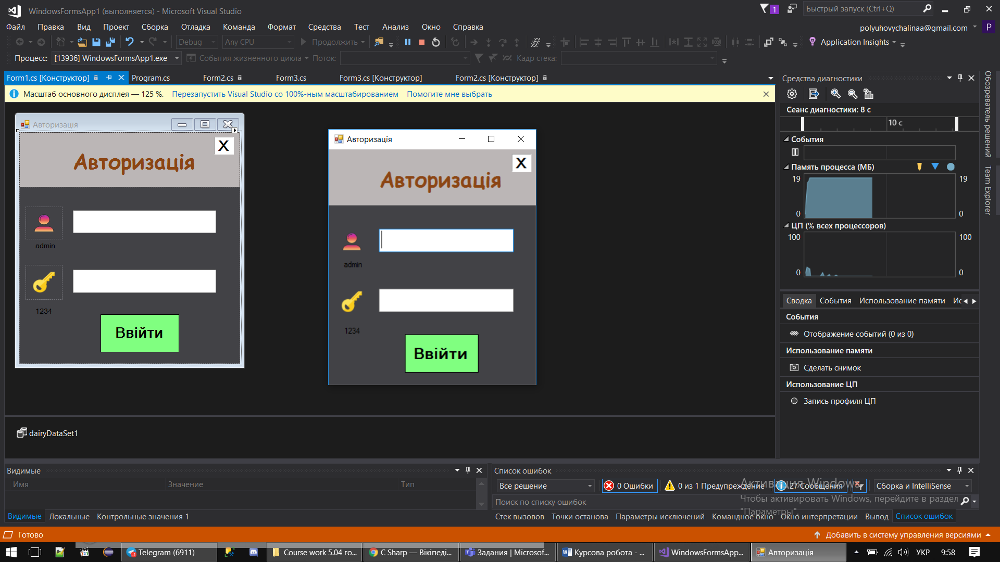 WindowsFormsApp1 (выполняется) - Microsoft Visual Studio
1
Быстрый запуск (Ctrl+Q)
Файл Правка Вид Проект Сборка Отладка Команда Формат Средства Тест Анализ Окно Справка
polyuhovychalinaa@gmail.com P
Debug Any CPU Продолжить Application Insights
Процесс: [13936] WindowsFormsApp1.exe События жизненного цикла Поток: Кадр стека:
Form1.cs [Конструктор] Program.cs Form2.cs Form3.cs Form3.cs [Конструктор] Form2.cs [Конструктор]
Масштаб основного дисплея — 125 %. Перезапустить Visual Studio со 100%-ным масштабированием Помогите мне выбрать
Авторизація
X
Авторизація
admin
1234
Ввійти
Авторизація
X
Авторизація
admin
1234
Ввійти
dairyDataSet1
Средства диагностики
Сеанс диагностики: 8 с
10 с
События
Память процесса (МБ)
19 19
0 0
ЦП (% всех процессоров)
100 100
0 0
Сводка События Использование памяти Ис
События
Отображение событий (0 из 0)
Использование памяти
Сделать снимок
Использование ЦП
Запись профиля ЦП
Обозреватель решений
Team Explorer
Видимые
Имя Значение Тип
Видимые Локальные Контрольные значения 1
Список ошибок
Все решение 0 Ошибки 0 из 1 Предупреждение 27 Сообщения Сборка и IntelliSense
Поиск по списку ошибок
Активация Windows
Чтобы активировать Windows, перейдите в раздел
"Параметры".
Стек вызовов Точки останова Параметры исключений Командное окно Окно интерпретации Вывод Список ошибок
Готово
Добавить в систему управления версиями
321
Telegram (6911) Course work 5.04 го... C Sharp — Вікіпеді... Задания | Microsof... Курсова робота - ... WindowsFormsApp... Авторизація
УКР 9:58